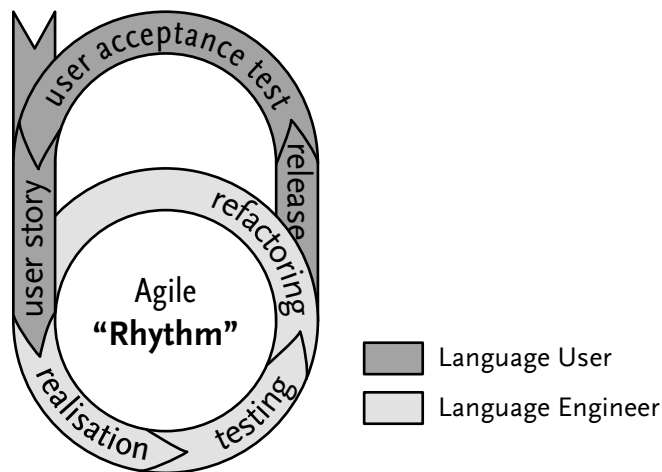 user acceptance test
release
user story
refactoring
Agile
“Rhythm”
realisation
testing
Language User
Language Engineer